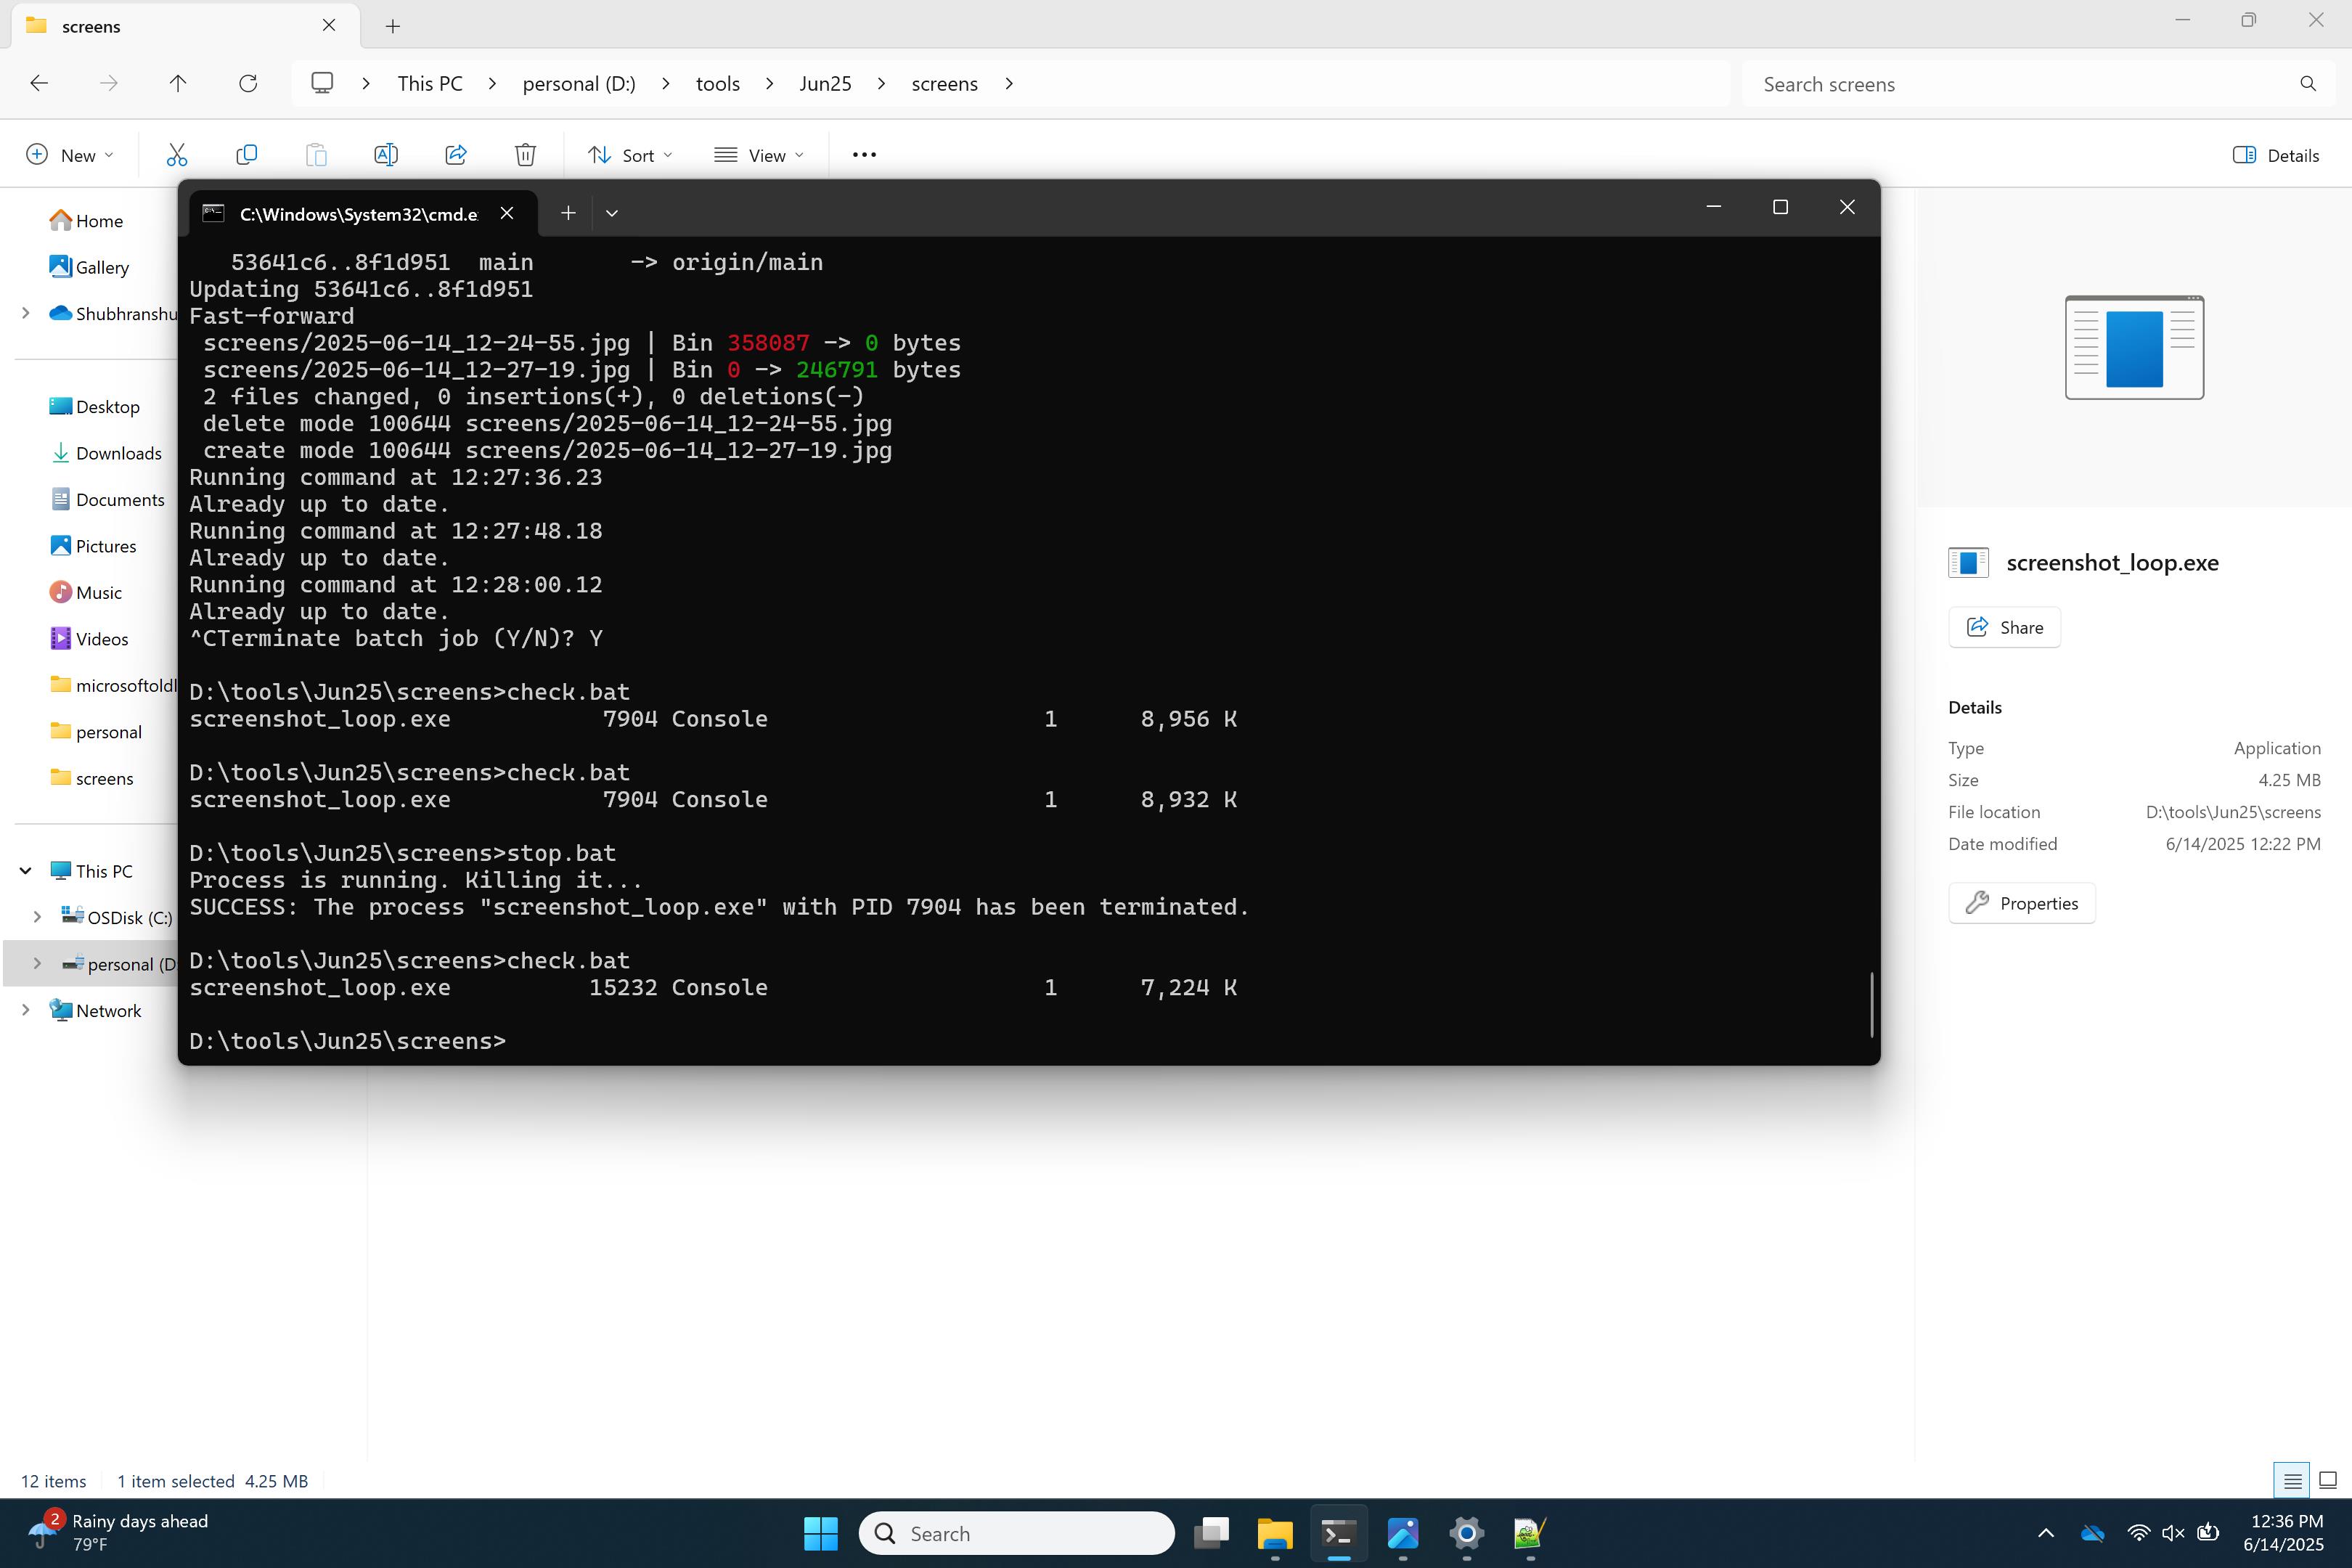 screens
This PC
personal (D:)
tools
Jun25
screens
Search screens
New
Sort
View
Details
Home
Gallery
Shubhranshu
Desktop
Downloads
Documents
Pictures
Music
Videos
microsoftoldl
personal
screens
This PC
OSDisk (C:)
personal (D
Network
C:\Windows\System32\cmd.e
53641c6..8f1d951  main       -> origin/main
Updating 53641c6..8f1d951
Fast-forward
screens/2025-06-14_12-24-55.jpg | Bin 358087 -> 0 bytes
screens/2025-06-14_12-27-19.jpg | Bin 0 -> 246791 bytes
2 files changed, 0 insertions(+), 0 deletions(-)
delete mode 100644 screens/2025-06-14_12-24-55.jpg
create mode 100644 screens/2025-06-14_12-27-19.jpg
Running command at 12:27:36.23
Already up to date.
Running command at 12:27:48.18
Already up to date.
Running command at 12:28:00.12
Already up to date.
^CTerminate batch job (Y/N)? Y
D:\tools\Jun25\screens>check.bat
screenshot_loop.exe           7904 Console                    1      8,956 K
D:\tools\Jun25\screens>check.bat
screenshot_loop.exe           7904 Console                    1      8,932 K
D:\tools\Jun25\screens>stop.bat
Process is running. Killing it...
SUCCESS: The process "screenshot_loop.exe" with PID 7904 has been terminated.
D:\tools\Jun25\screens>check.bat
screenshot_loop.exe          15232 Console                    1      7,224 K
D:\tools\Jun25\screens>
screenshot_loop.exe
Share
Details
Type Application
Size 4.25 MB
File location D:\tools\Jun25\screens
Date modified 6/14/2025 12:22 PM
Properties
12 items 1 item selected 4.25 MB
2
Rainy days ahead
79°F
Search
12:36 PM
6/14/2025